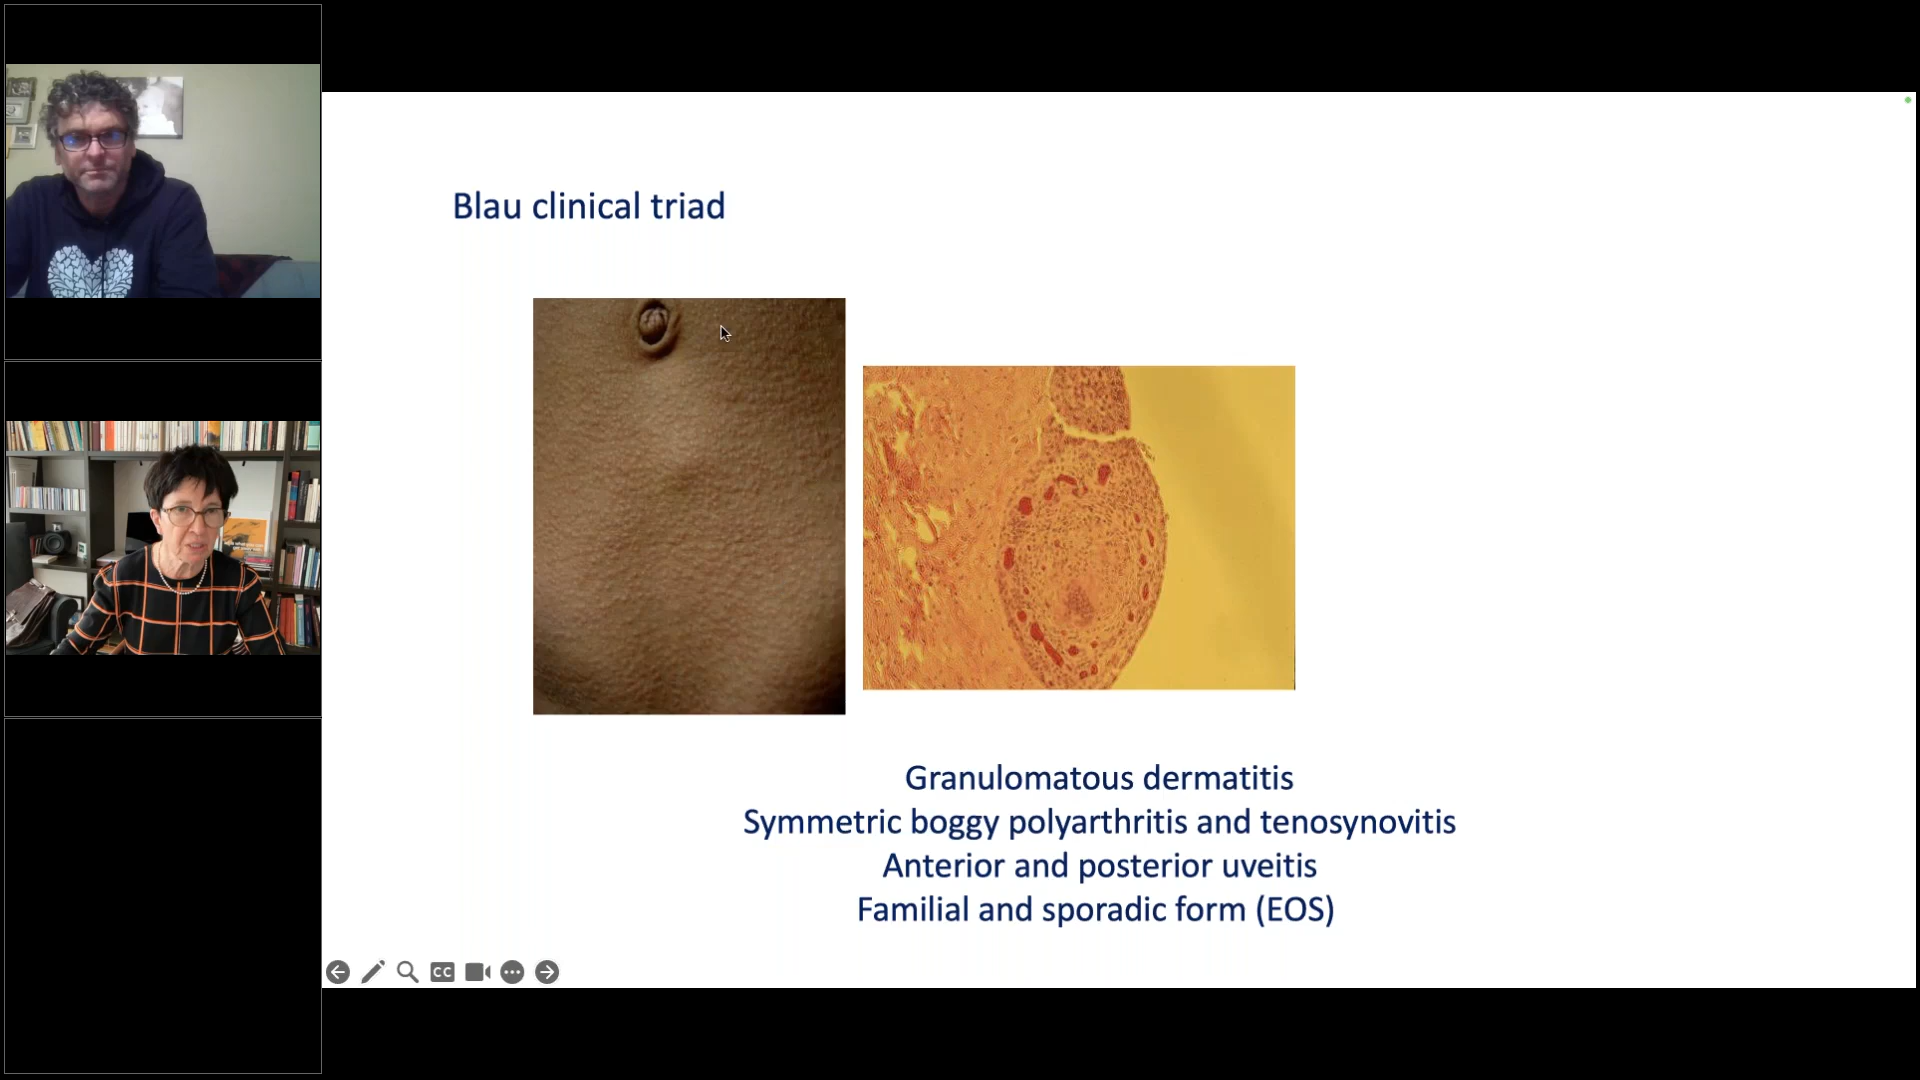 Blau clinical triad
Granulomatous dermatitis
Symmetric boggy polyarthritis and tenosynovitis
Anterior and posterior uveitis
Familial and sporadic form (EOS)
CC